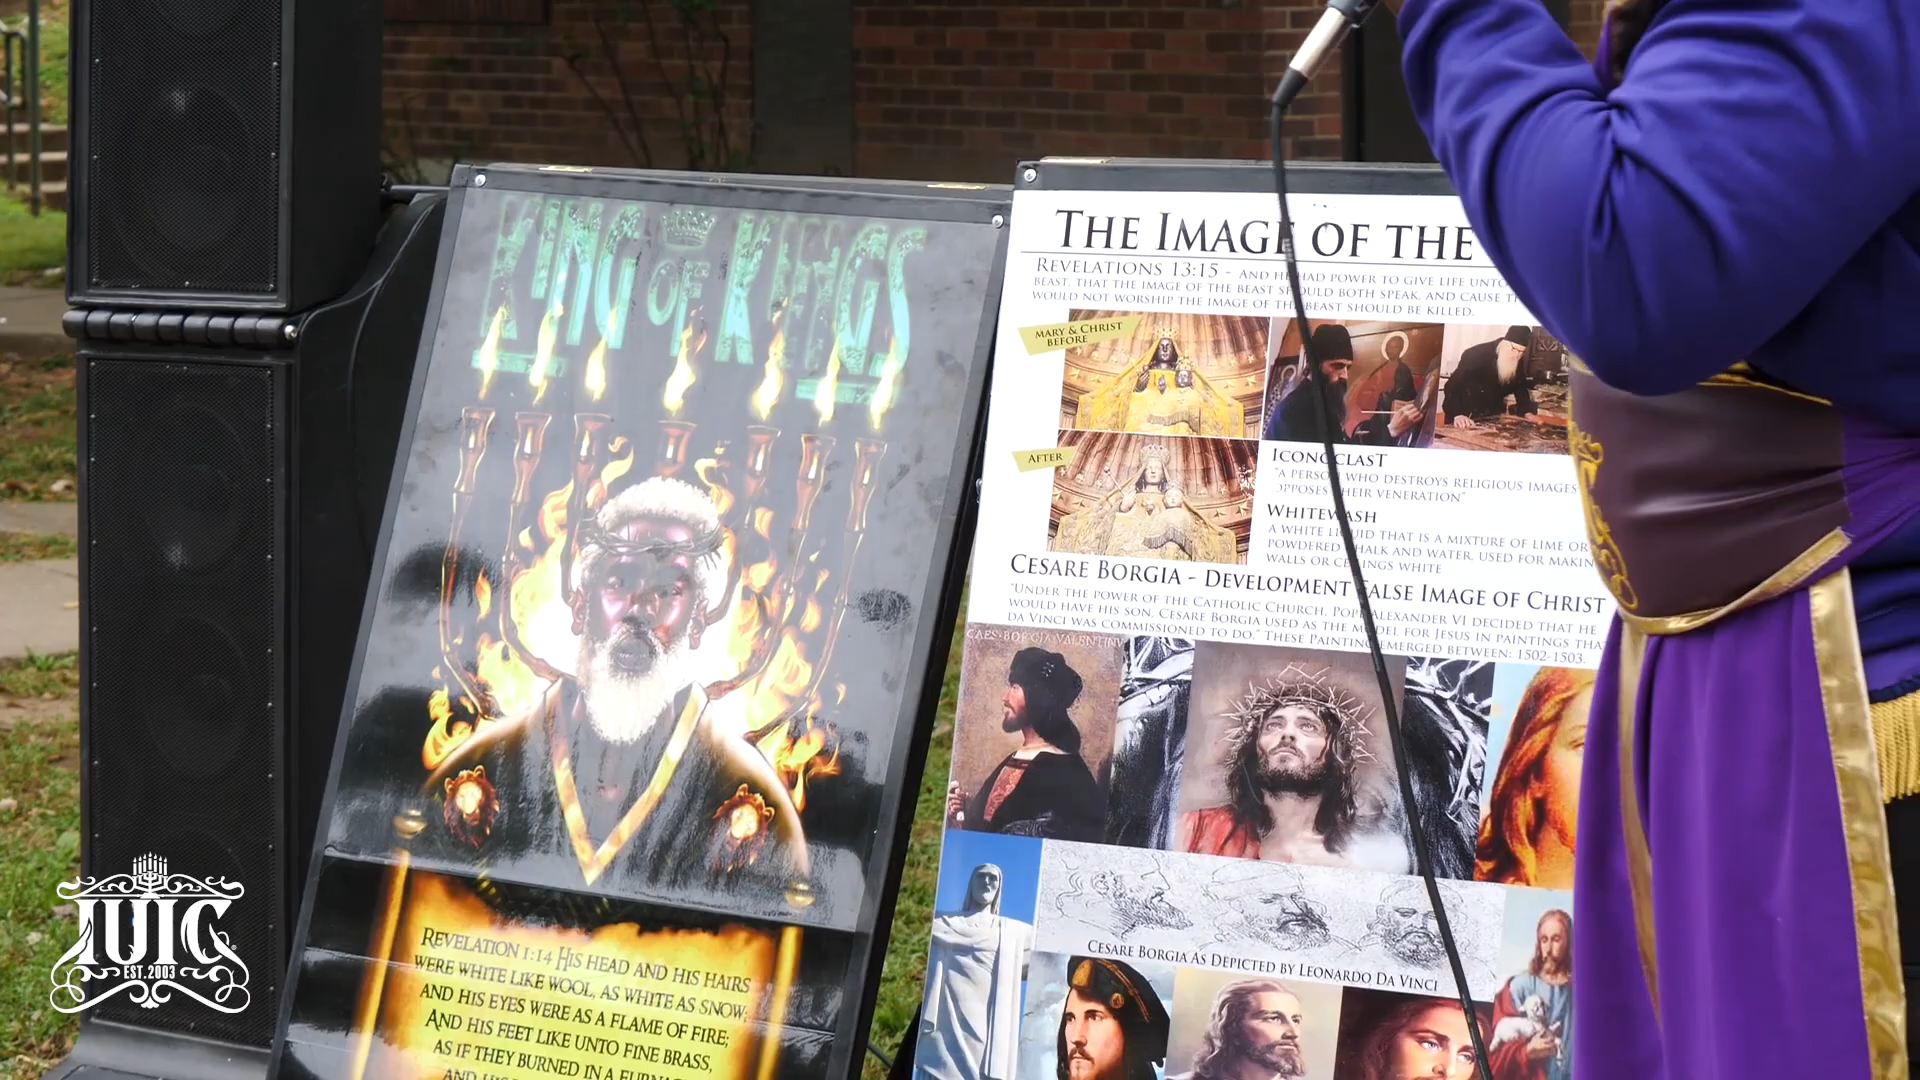 KING OF KINGS
REVELATION 1:14 HIS HEAD AND HIS HAIRS
WERE WHITE LIKE WOOL, AS WHITE AS SNOW;
AND HIS EYES WERE AS A FLAME OF FIRE;
AND HIS FEET LIKE UNTO FINE BRASS,
AS IF THEY BURNED IN A
THE IMAGE OF THE
REVELATIONS 13:15 - AND HE HAD POWER TO GIVE LIFE UNTO
BEAST, THAT THE IMAGE OF THE BEAST SHOULD BOTH SPEAK, AND CAUSE
WOULD NOT WORSHIP THE IMAGE OF THE BEAST SHOULD BE KILLED.
MARY & CHRIST
BEFORE
AFTER
ICONOCLAST
"A PERSON WHO DESTROYS RELIGIOUS IMAGES
OPPOSES THEIR VENERATION"
WHITEWASH
A WHITE LIQUID THAT IS A MIXTURE OF LIME OR
POWDERED CHALK AND WATER, USED FOR MAKIN
WALLS OR CEILINGS WHITE
CESARE BORGIA - DEVELOPMENT FALSE IMAGE OF CHRIST
"UNDER THE POWER OF THE CATHOLIC CHURCH, POPE ALEXANDER VI DECIDED THAT HE
WOULD HAVE HIS SON, CESARE BORGIA USED AS THE MODEL FOR JESUS IN PAINTINGS THA
DA VINCI WAS COMMISSIONED TO DO." THESE PAINTING EMERGED BETWEEN: 1502-1503.
CAES·BORGIA·VALENTINV
CESARE BORGIA AS DEPICTED BY LEONARDO DA VINCI
IUIC
EST. 2003